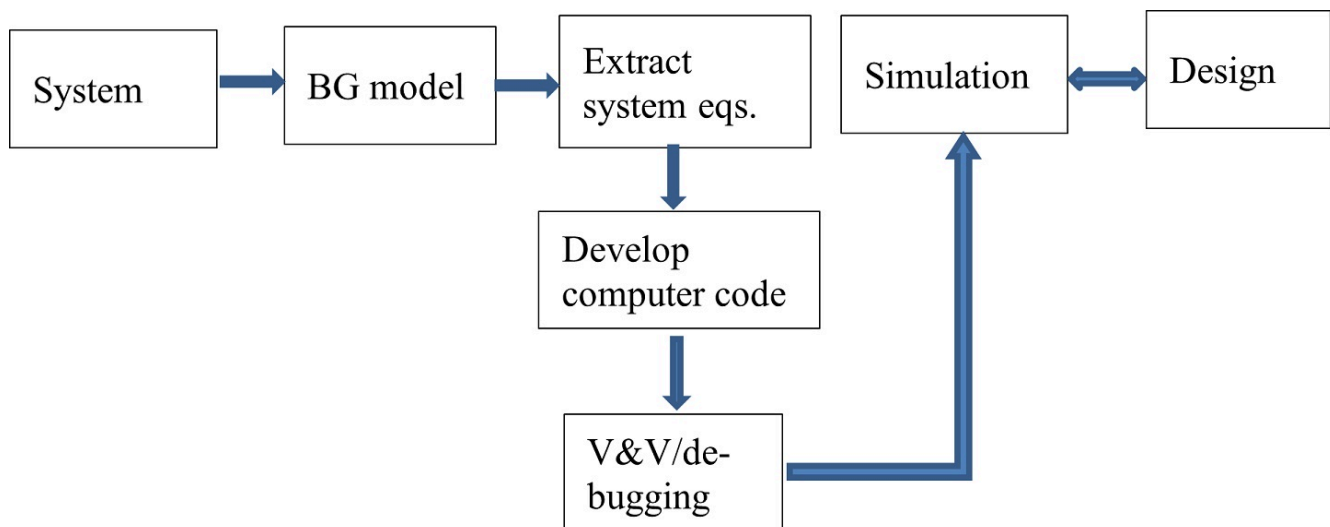 System
BG model
Extract
system eqs.
Simulation
Design
Develop
computer code
V&V/de-
bugging